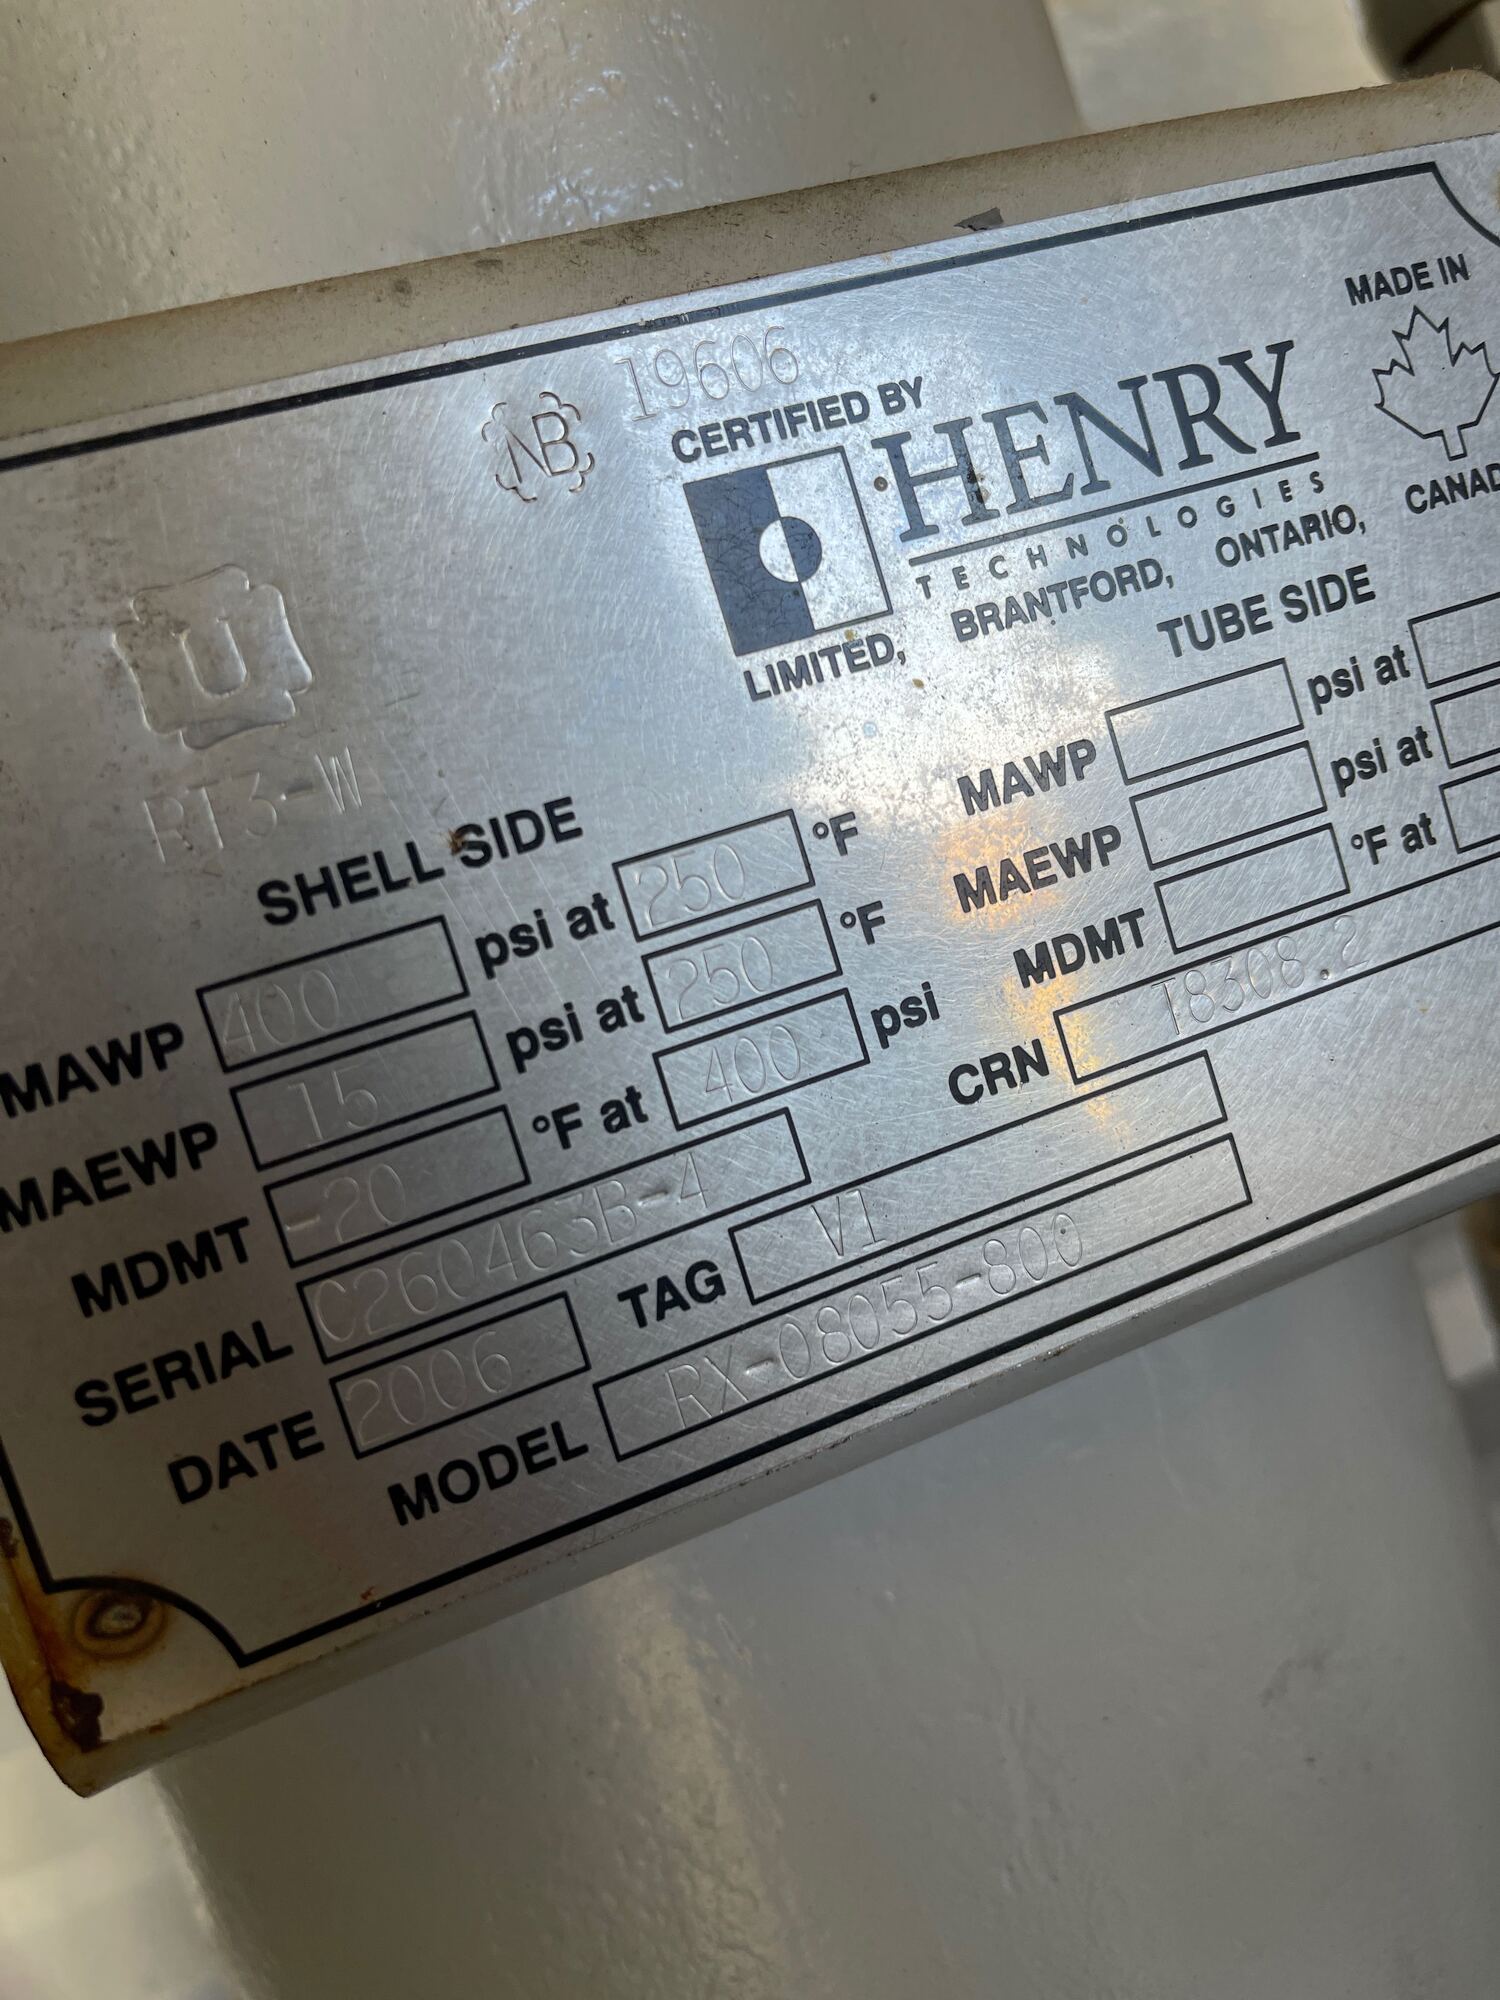 NB 19606
CERTIFIED BY
HENRY
TECHNOLOGIES
LIMITED, BRANTFORD, ONTARIO,
MADE IN
CANAD
U
RT3-W
SHELL SIDE
MAWP 400 psi at 250 °F
MAEWP 15 psi at 250 °F
MDMT -20 °F at 400 psi
SERIAL C260463B-4
DATE 2006 TAG V1
MODEL RX-08055-800
TUBE SIDE
MAWP psi at
MAEWP psi at
MDMT °F at
CRN T8308.2